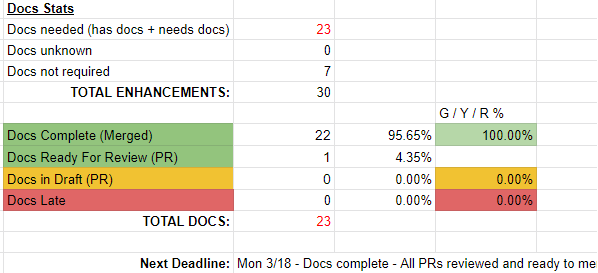 Docs Stats
Docs needed (has docs + needs docs) 23
Docs unknown 0
Docs not required 7
TOTAL ENHANCEMENTS: 30
G / Y / R %
Docs Complete (Merged) 22 95.65% 100.00%
Docs Ready For Review (PR) 1 4.35%
Docs in Draft (PR) 0 0.00% 0.00%
Docs Late 0 0.00% 0.00%
TOTAL DOCS: 23
Next Deadline: Mon 3/18 - Docs complete - All PRs reviewed and ready to me